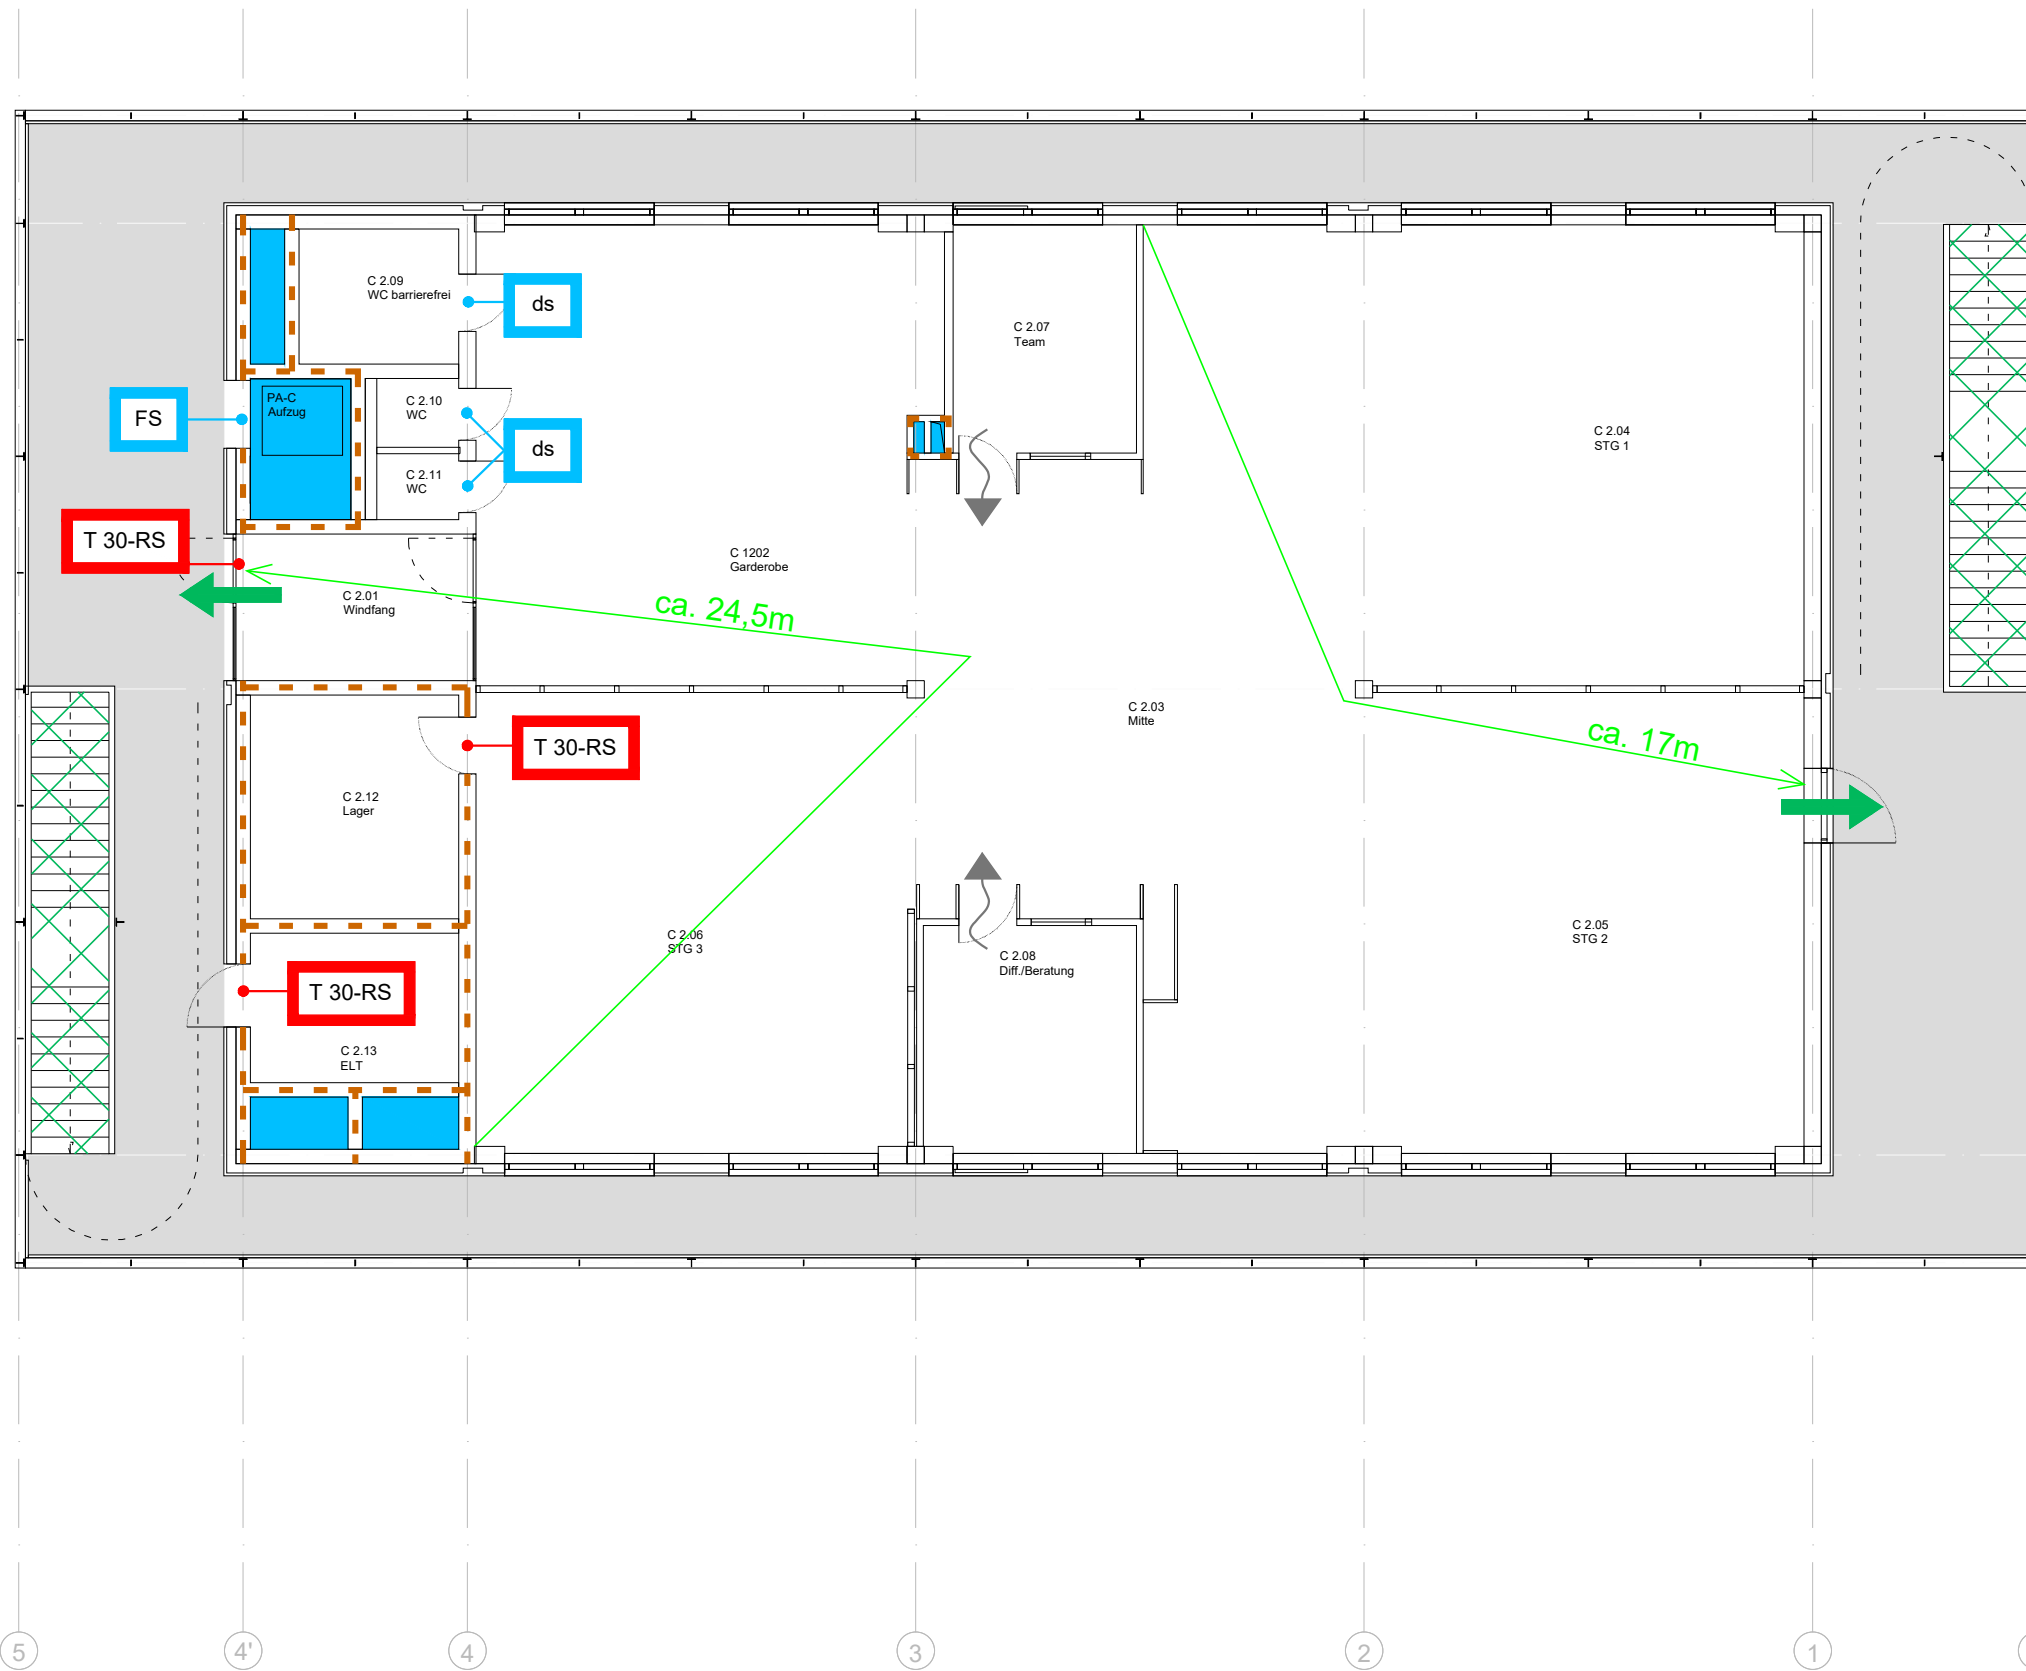 C 2.09
WC barrierefrei
ds
C 2.07
Team
PA-C
Aufzug
C 2.10
WC
FS
ds
C 2.11
WC
C 2.04
STG 1
T 30-RS
C 1202
Garderobe
C 2.01
Windfang
ca. 24,5m
C 2.03
Mitte
T 30-RS
ca. 17m
C 2.12
Lager
C 2.06
STG 3
C 2.05
STG 2
C 2.08
Diff./Beratung
T 30-RS
C 2.13
ELT
5
4'
4
3
2
1